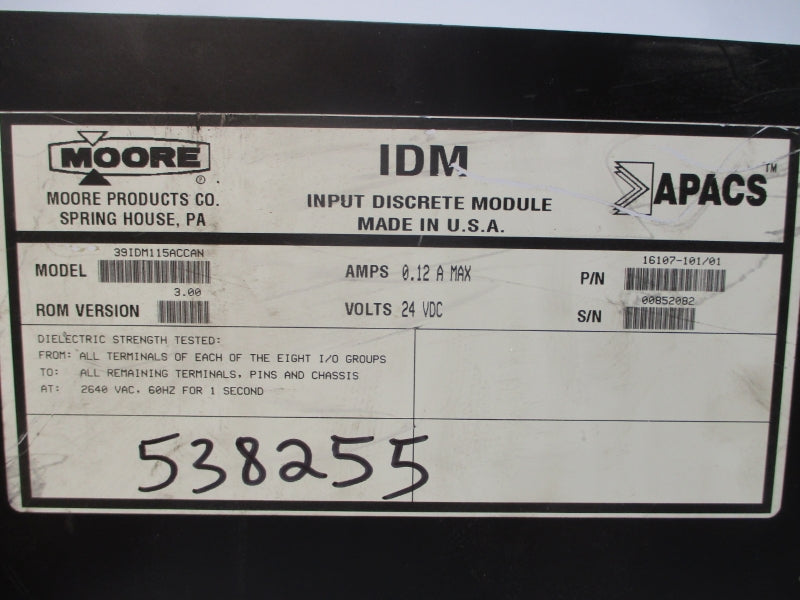 MOORE
MOORE PRODUCTS CO.
SPRING HOUSE, PA
IDM
INPUT DISCRETE MODULE
MADE IN U.S.A.
APACS™
39IDM115ACCAN
MODEL
3.00
ROM VERSION
AMPS 0.12 A MAX
VOLTS 24 VDC
16107-101/01
P/N
00852082
S/N
DIELECTRIC STRENGTH TESTED:
FROM: ALL TERMINALS OF EACH OF THE EIGHT I/O GROUPS
TO: ALL REMAINING TERMINALS, PINS AND CHASSIS
AT: 2640 VAC, 60HZ FOR 1 SECOND
538255